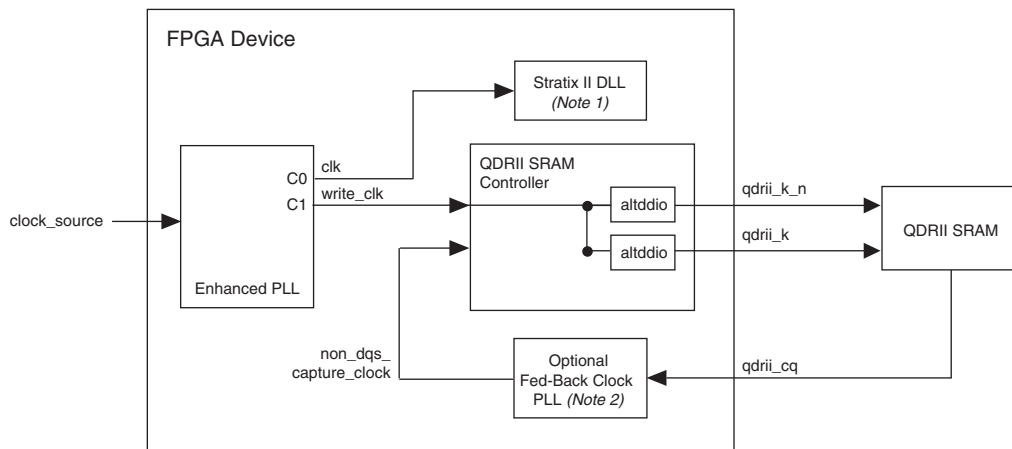 FPGA Device
Stratix II DLL
(Note 1)
clk
C0
write_clk
C1
clock_source
Enhanced PLL
QDRII SRAM
Controller
altddio
altddio
qdrii_k_n
qdrii_k
QDRII SRAM
non_dqs_
capture_clock
Optional
Fed-Back Clock
PLL (Note 2)
qdrii_cq